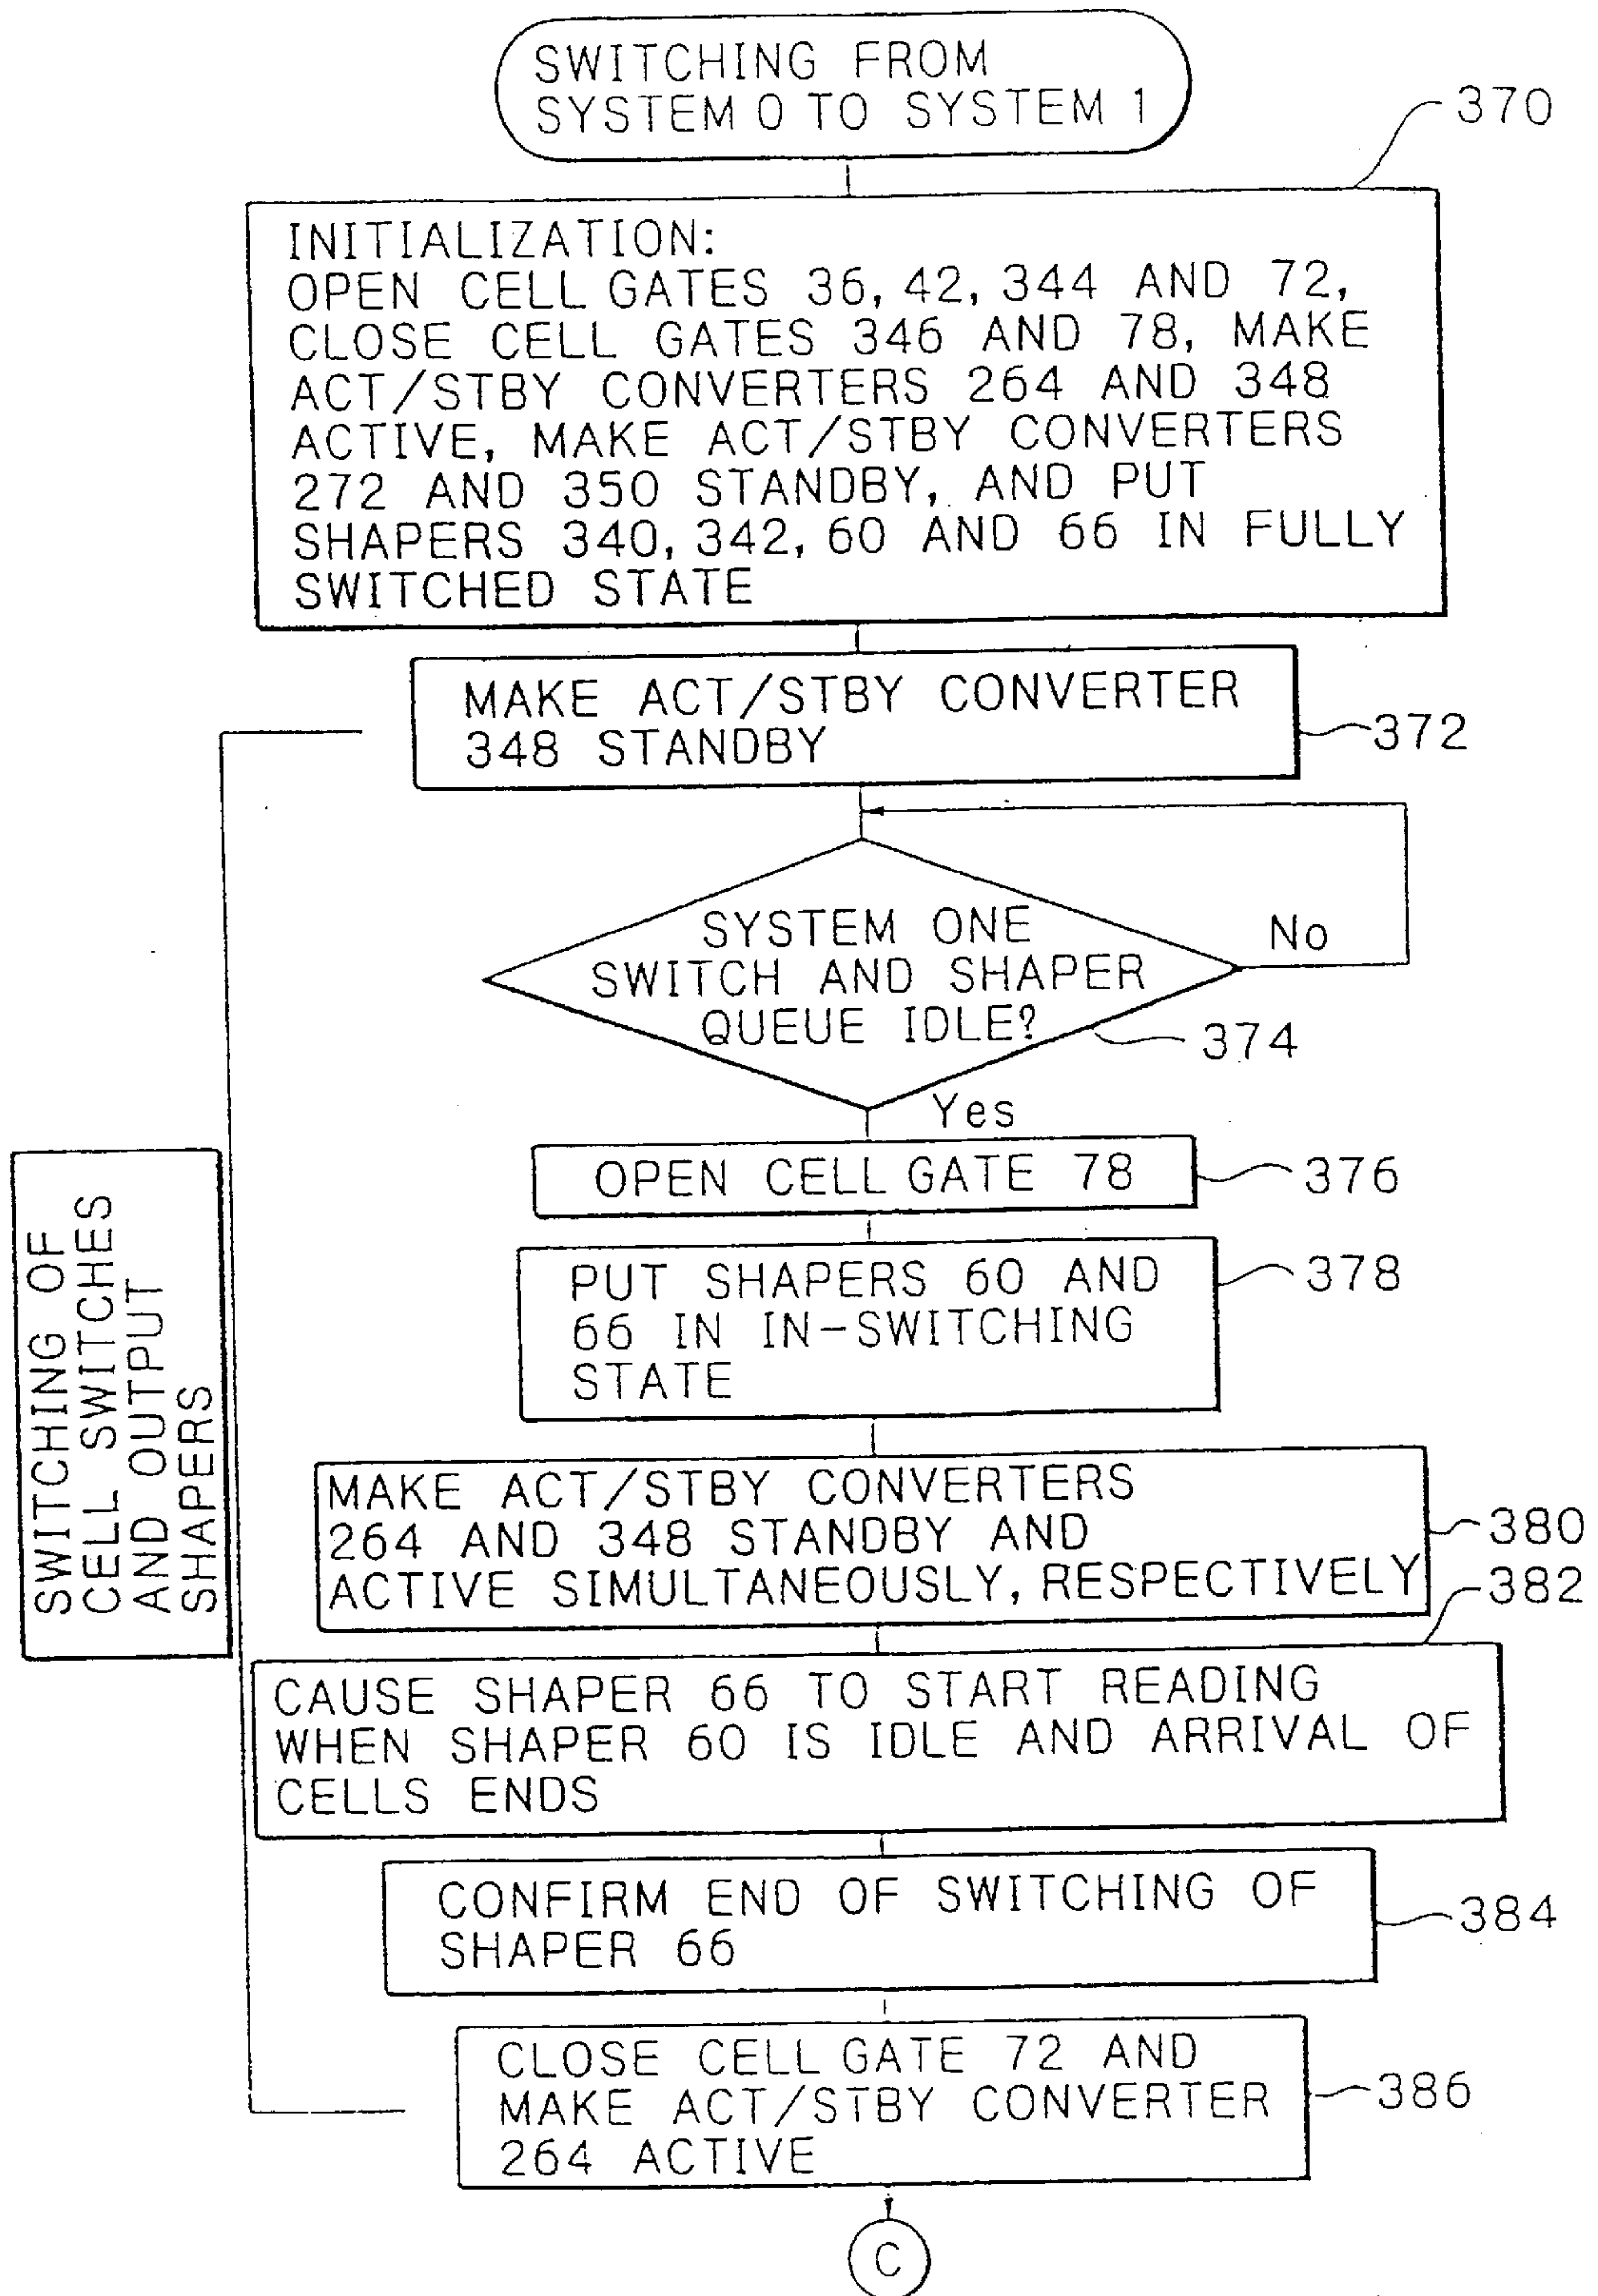 SWITCHING FROM
SYSTEM 0 TO SYSTEM 1
370
INITIALIZATION:
OPEN CELL GATES 36, 42, 344 AND 72,
CLOSE CELL GATES 346 AND 78, MAKE
ACT/STBY CONVERTERS 264 AND 348
ACTIVE, MAKE ACT/STBY CONVERTERS
272 AND 350 STANDBY, AND PUT
SHAPERS 340, 342, 60 AND 66 IN FULLY
SWITCHED STATE
MAKE ACT/STBY CONVERTER
348 STANDBY
372
SYSTEM ONE
SWITCH AND SHAPER
QUEUE IDLE?
No
374
Yes
OPEN CELL GATE 78
376
PUT SHAPERS 60 AND
66 IN IN-SWITCHING
STATE
378
SWITCHING OF
CELL SWITCHES
AND OUTPUT
SHAPERS
MAKE ACT/STBY CONVERTERS
264 AND 348 STANDBY AND
ACTIVE SIMULTANEOUSLY, RESPECTIVELY
380
382
CAUSE SHAPER 66 TO START READING
WHEN SHAPER 60 IS IDLE AND ARRIVAL OF
CELLS ENDS
CONFIRM END OF SWITCHING OF
SHAPER 66
384
CLOSE CELL GATE 72 AND
MAKE ACT/STBY CONVERTER
264 ACTIVE
386
C